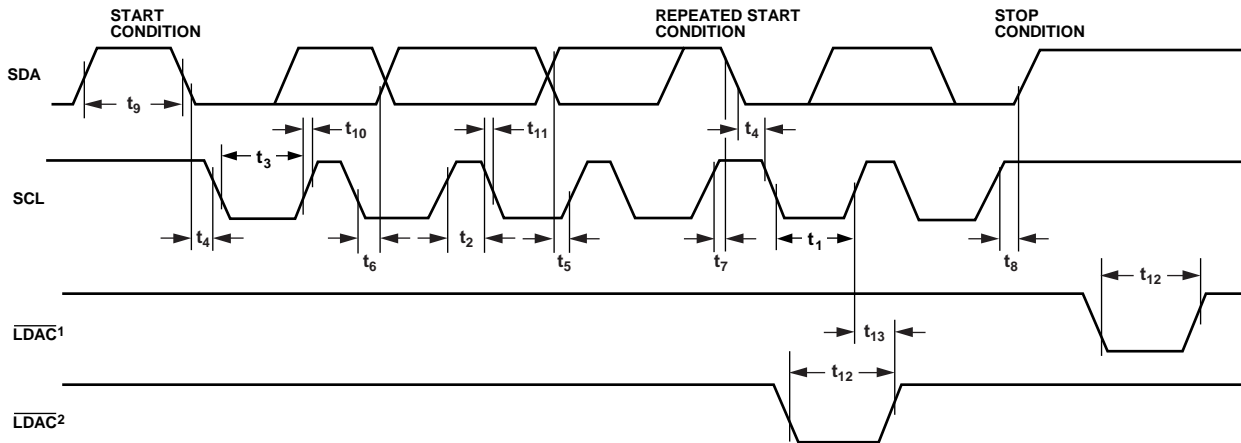 START
CONDITION
REPEATED START
CONDITION
STOP
CONDITION
SDA
t9
t10
t11
t4
t3
SCL
t4
t6
t2
t5
t7
t1
t8
t12
LDAC1
t13
t12
LDAC2